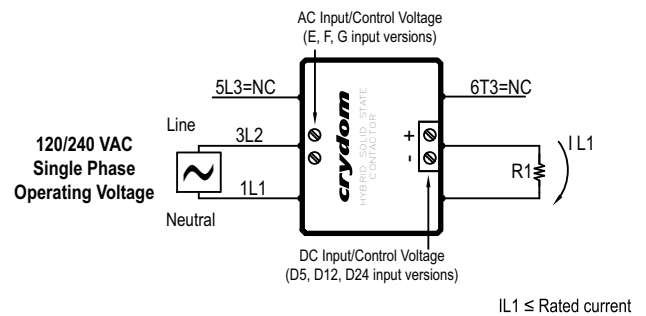 AC Input/Control Voltage
(E, F, G input versions)
5L3=NC
6T3=NC
Line
3L2
120/240 VAC
Single Phase
Operating Voltage
1L1
Neutral
crydom
HYBRID SOLID STATE
CONTACTOR
+
-
R1
IL1
DC Input/Control Voltage
(D5, D12, D24 input versions)
IL1 ≤ Rated current